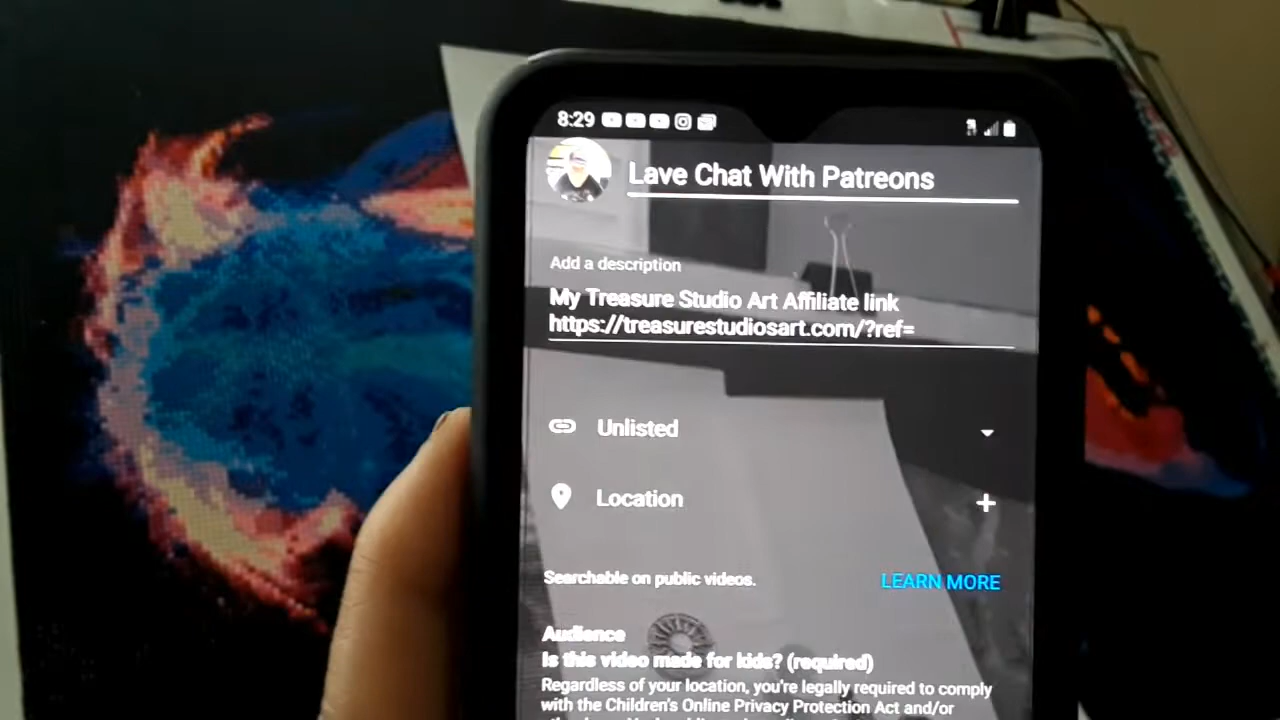 8:29
Lave Chat With Patreons
Add a description
My Treasure Studio Art Affiliate link
https://treasurestudiosart.com/?ref=
Unlisted
Location
Searchable on public videos.
LEARN MORE
Audience
Is this video made for kids? (required)
Regardless of your location, you're legally required to comply
with the Children's Online Privacy Protection Act and/or